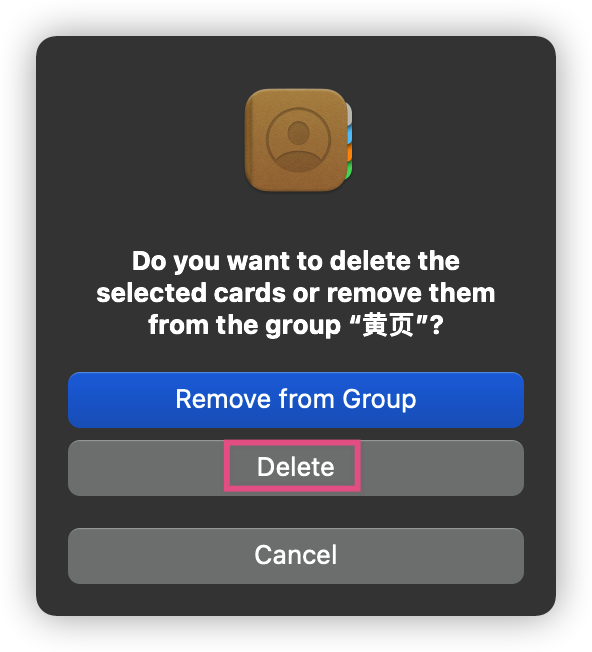 Do you want to delete the
selected cards or remove them
from the group “黄页”?
Remove from Group
Delete
Cancel